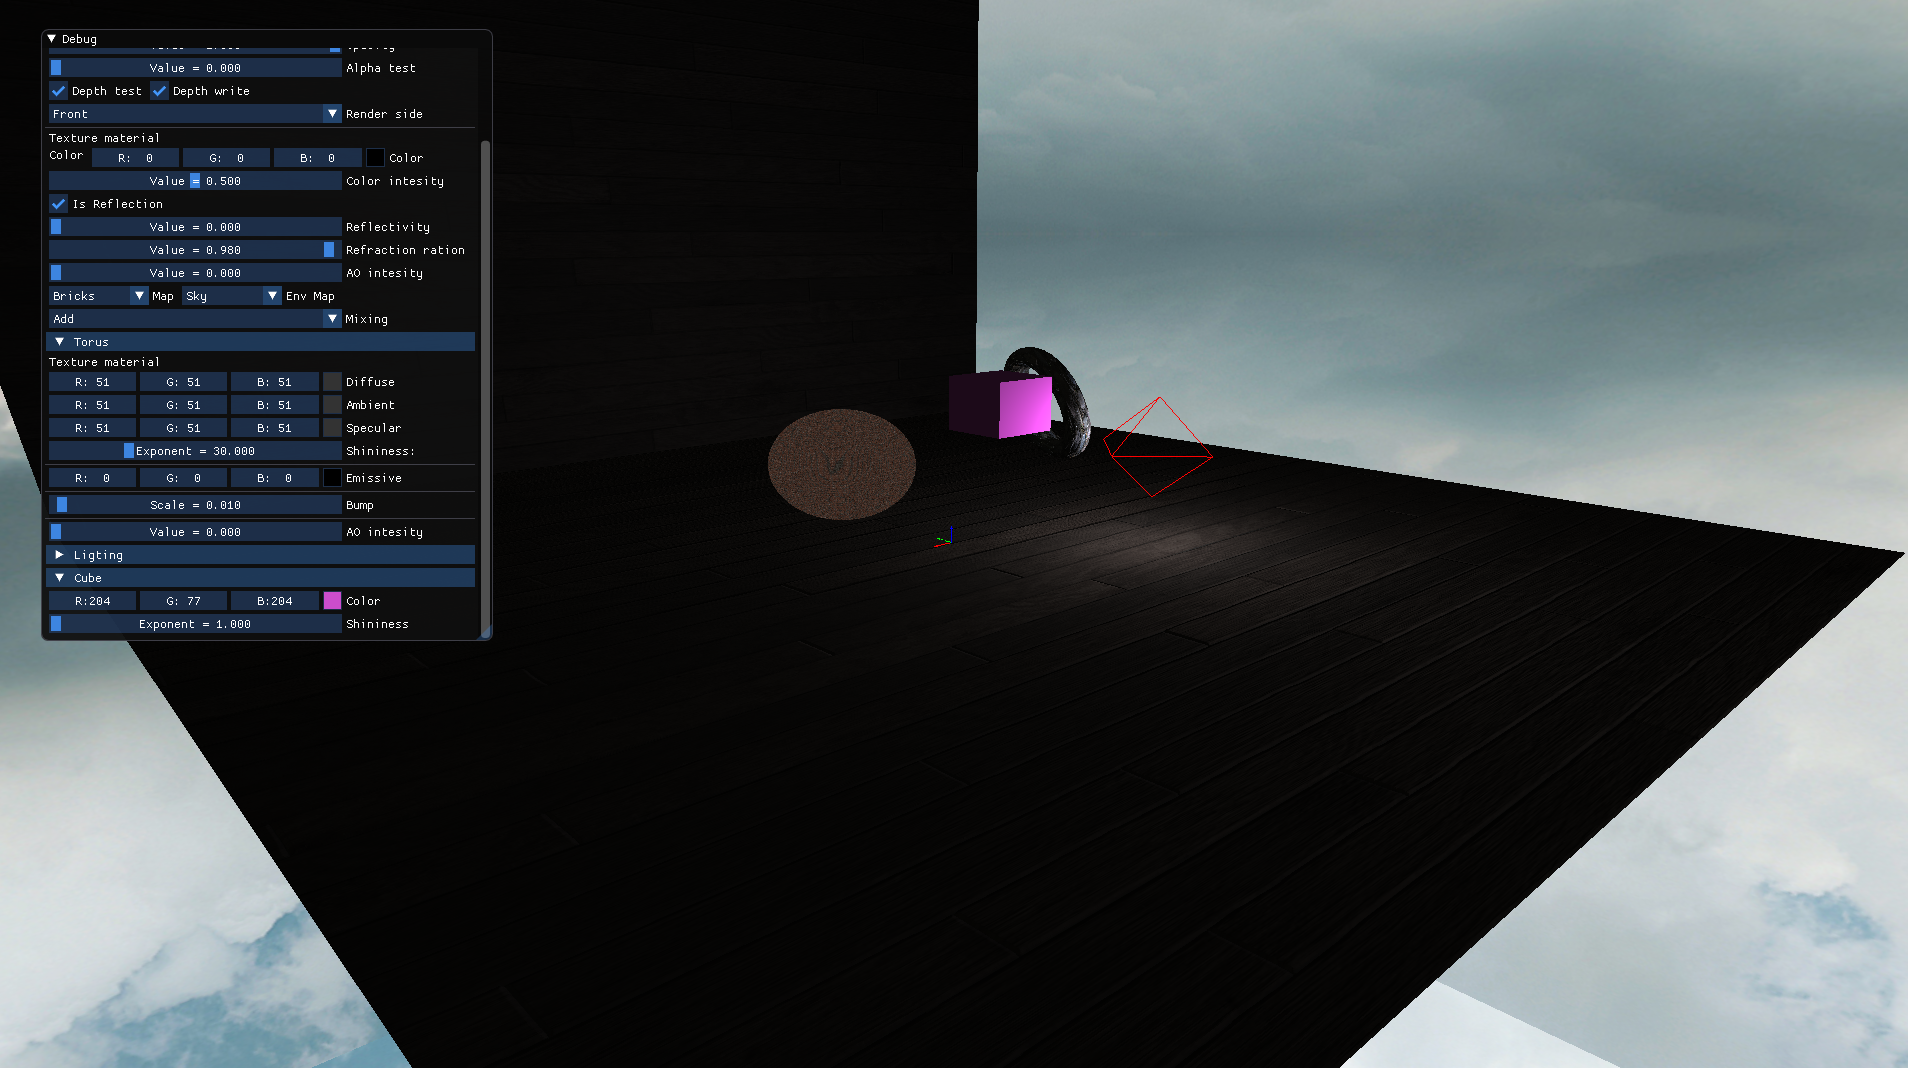 Debug
Value = 0.000 Alpha test
Depth test Depth write
Front Render side
Texture material
Color R: 0 G: 0 B: 0 Color
Value = 0.500 Color intesity
Is Reflection
Value = 0.000 Reflectivity
Value = 0.980 Refraction ration
Value = 0.000 AO intesity
Bricks Map Sky Env Map
Add Mixing
Torus
Texture material
R: 51 G: 51 B: 51 Diffuse
R: 51 G: 51 B: 51 Ambient
R: 51 G: 51 B: 51 Specular
Exponent = 30.000 Shininess:
R: 0 G: 0 B: 0 Emissive
Scale = 0.010 Bump
Value = 0.000 AO intesity
Ligting
Cube
R:204 G: 77 B:204 Color
Exponent = 1.000 Shininess